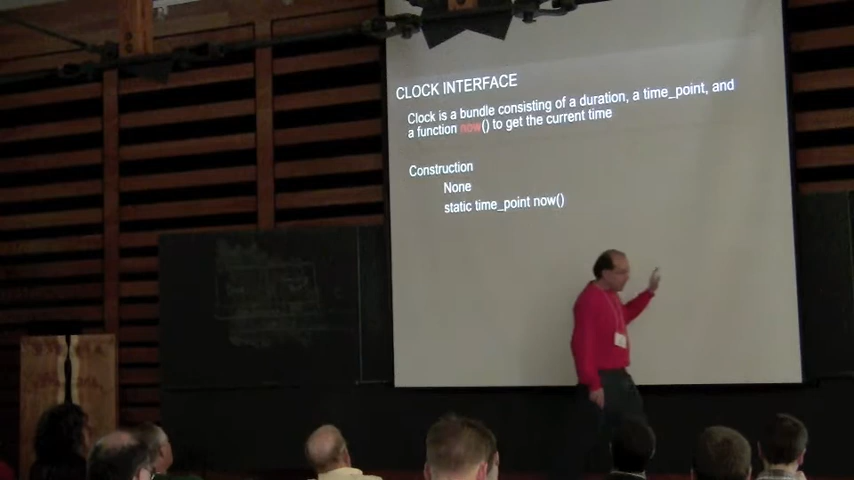 CLOCK INTERFACE
Clock is a bundle consisting of a duration, a time_point, and
a function now() to get the current time
Construction
None
static time_point now()